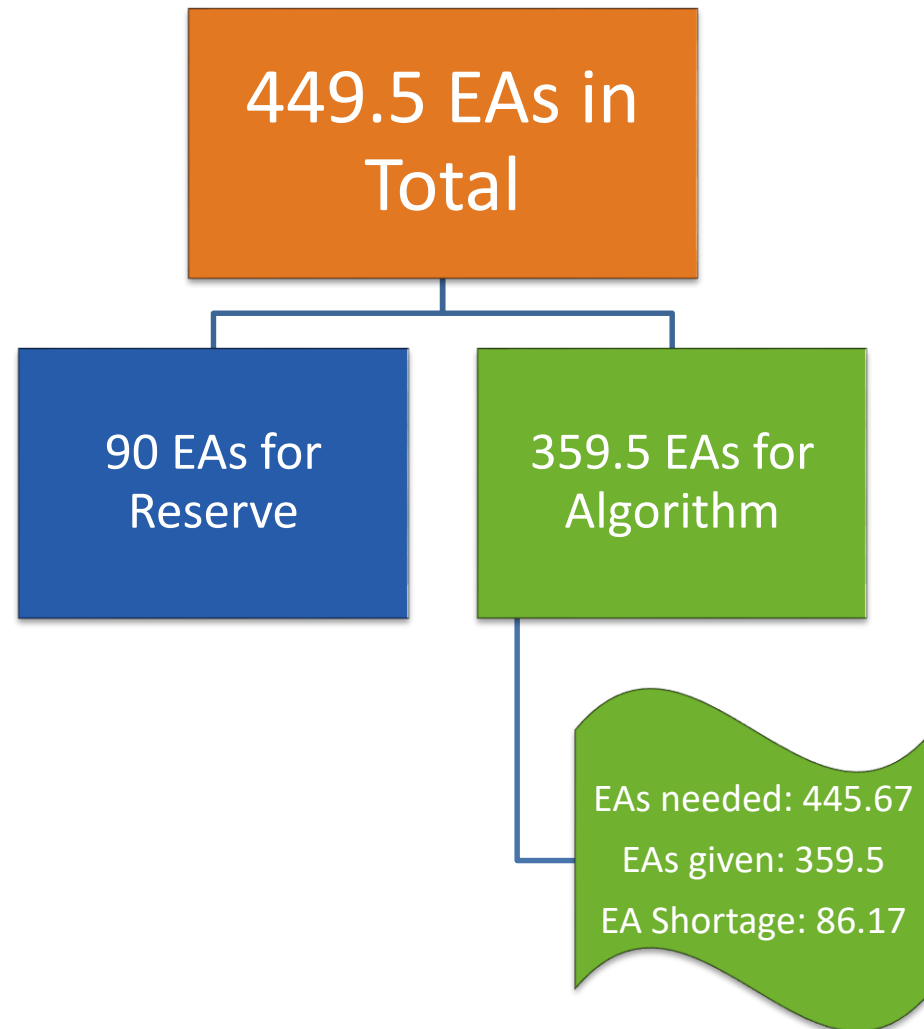 449.5 EAs in
Total
90 EAs for
Reserve
359.5 EAs for
Algorithm
EAs needed: 445.67
EAs given: 359.5
EA Shortage: 86.17